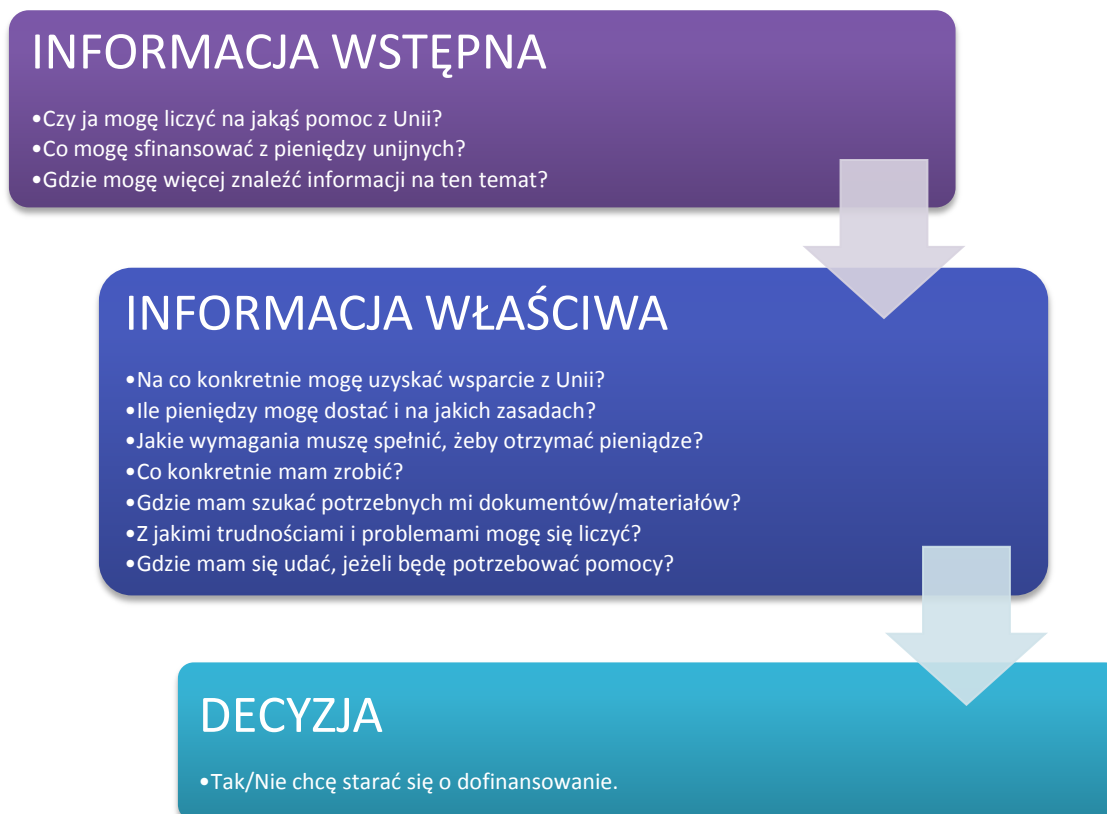 INFORMACJA WSTĘPNA
•Czy ja mogę liczyć na jakąś pomoc z Unii?
•Co mogę sfinansować z pieniędzy unijnych?
•Gdzie mogę więcej znaleźć informacji na ten temat?
INFORMACJA WŁAŚCIWA
•Na co konkretnie mogę uzyskać wsparcie z Unii?
•Ile pieniędzy mogę dostać i na jakich zasadach?
•Jakie wymagania muszę spełnić, żeby otrzymać pieniądze?
•Co konkretnie mam zrobić?
•Gdzie mam szukać potrzebnych mi dokumentów/materiałów?
•Z jakimi trudnościami i problemami mogę się liczyć?
•Gdzie mam się udać, jeżeli będę potrzebować pomocy?
DECYZJA
•Tak/Nie chcę starać się o dofinansowanie.